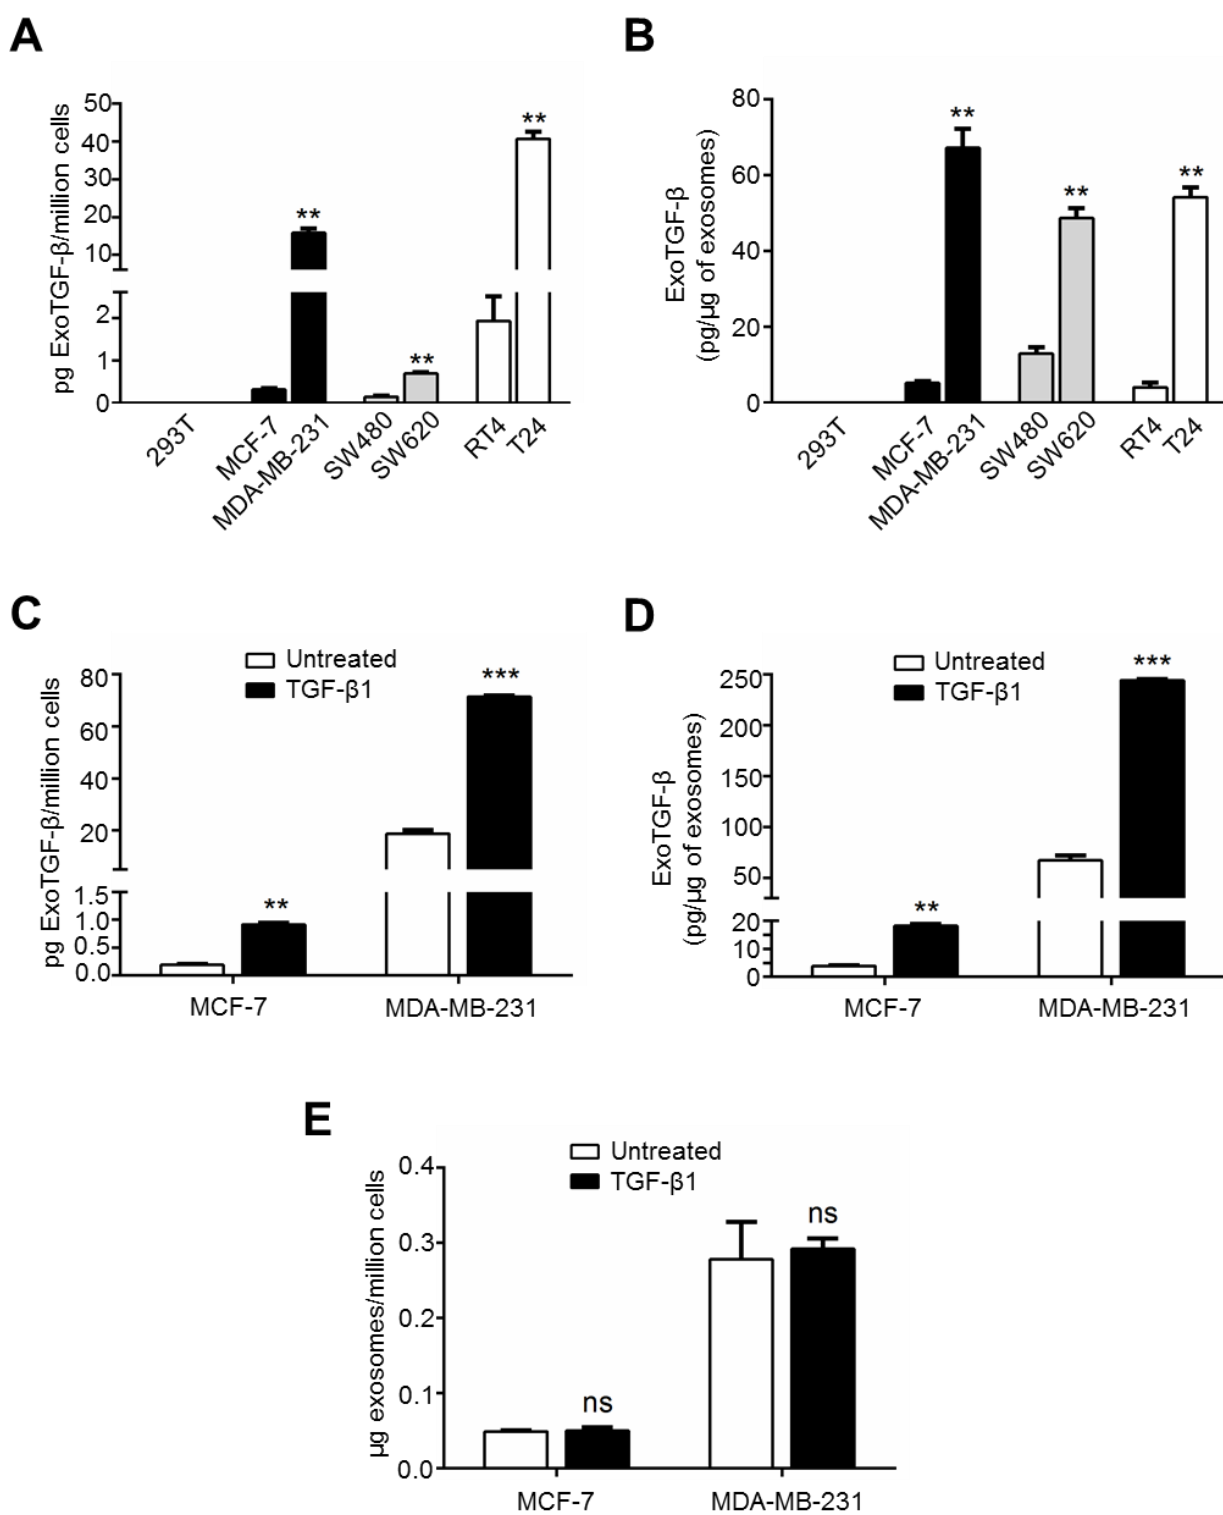 A
pg ExoTGF-β/million cells
50
40
30
20
10
2
1
0
**
**
**
293T
MCF-7
MDA-MB-231
SW480
SW620
RT4
T24
B
ExoTGF-β
(pg/μg of exosomes)
80
60
40
20
0
**
**
**
293T
MCF-7
MDA-MB-231
SW480
SW620
RT4
T24
C
pg ExoTGF-β/million cells
80
60
40
20
1.5
1.0
0.5
0.0
Untreated
TGF-β1
**
***
MCF-7
MDA-MB-231
D
ExoTGF-β
(pg/μg of exosomes)
250
200
150
100
50
20
10
0
Untreated
TGF-β1
**
***
MCF-7
MDA-MB-231
E
μg exosomes/million cells
0.4
0.3
0.2
0.1
0.0
Untreated
TGF-β1
ns
ns
MCF-7
MDA-MB-231